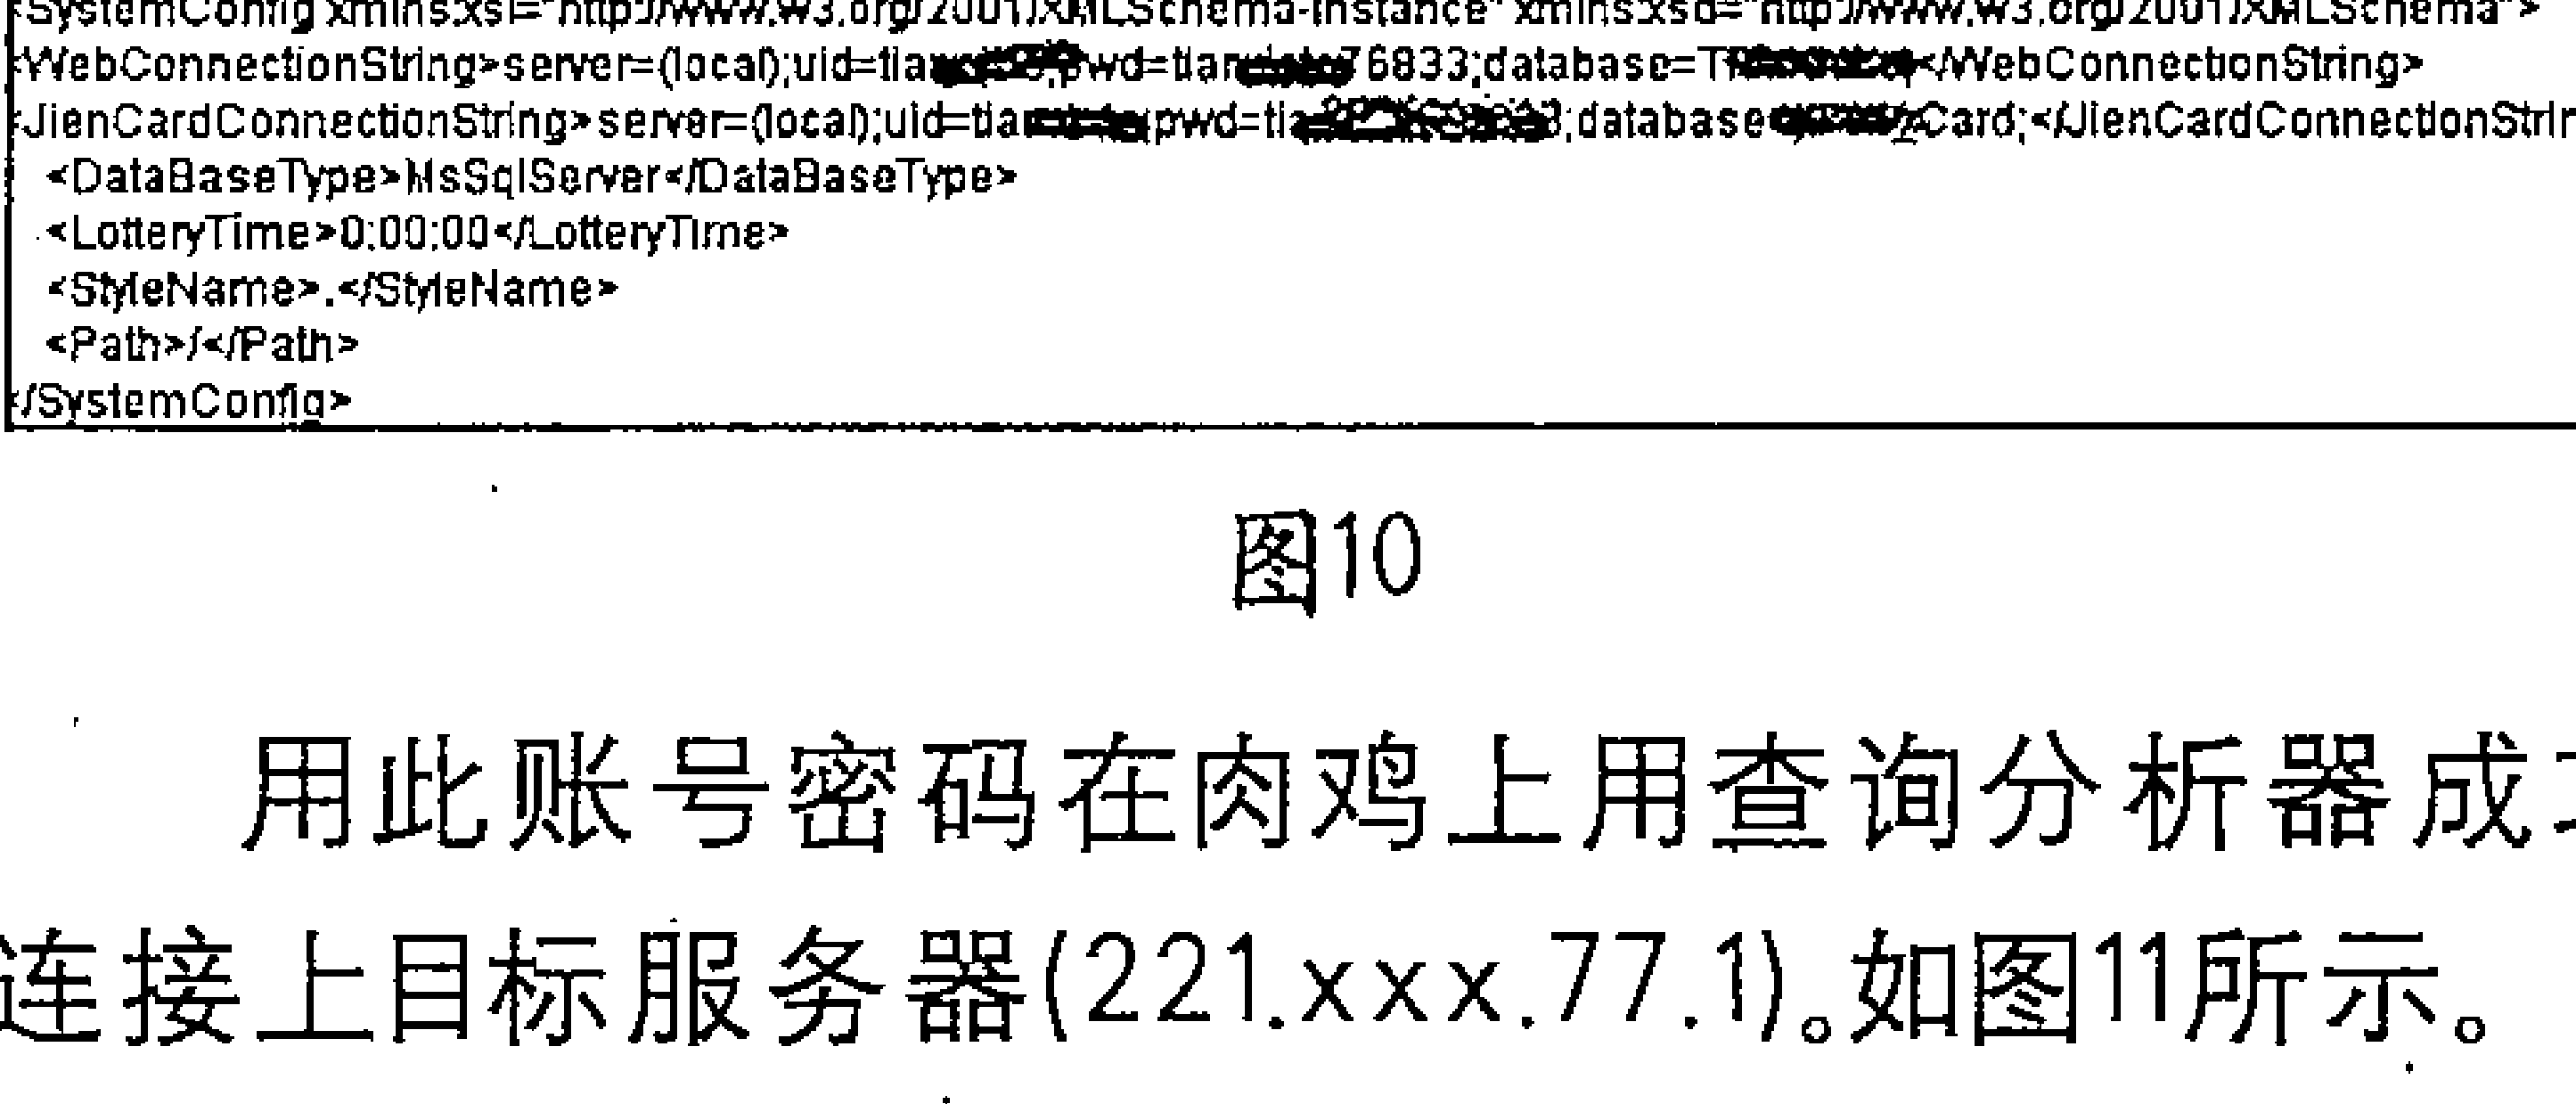 <SystemConfig xmlns:xsi="http://www.w3.org/2001/XMLSchema-instance" xmlns:xsd="http://www.w3.org/2001/XMLSchema">
<WebConnectionString>server=(local);uid= 76833;database= </WebConnectionString>
<JienCardConnectionString>server=(local);uid= pwd= ;database Card;</JienCardConnectionStrin
<DataBaseType>MsSqlServer</DataBaseType>
<LotteryTime>0:00:00</LotteryTime>
<StyleName>.</StyleName>
<Path>/</Path>
</SystemConfig>
图10
用此账号密码在肉鸡上用查询分析器成
连接上目标服务器(221.xxx.77.1)。如图11所示。